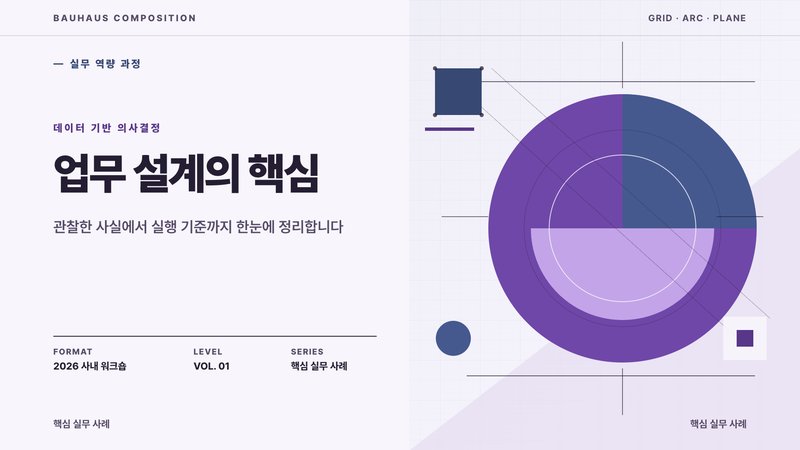 BAUHAUS COMPOSITION
GRID · ARC · PLANE
— 실무 역량 과정
데이터 기반 의사결정
업무 설계의 핵심
관찰한 사실에서 실행 기준까지 한눈에 정리합니다
FORMAT
2026 사내 워크숍
LEVEL
VOL. 01
SERIES
핵심 실무 사례
핵심 실무 사례
핵심 실무 사례